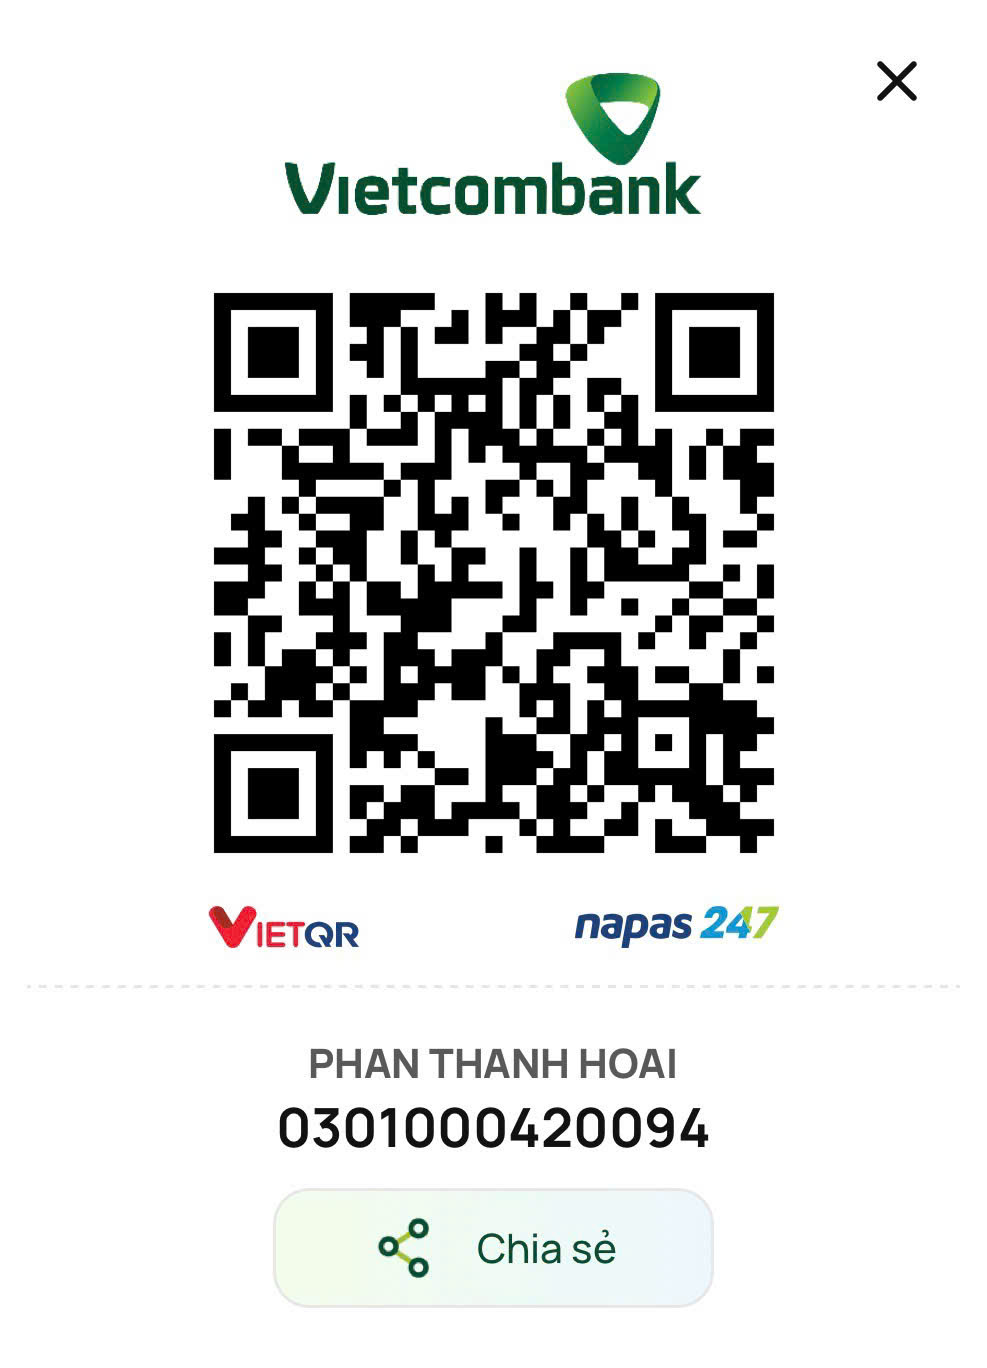 Vietcombank
VIETQR
napas 247
PHAN THANH HOAI
0301000420094
Chia sẻ